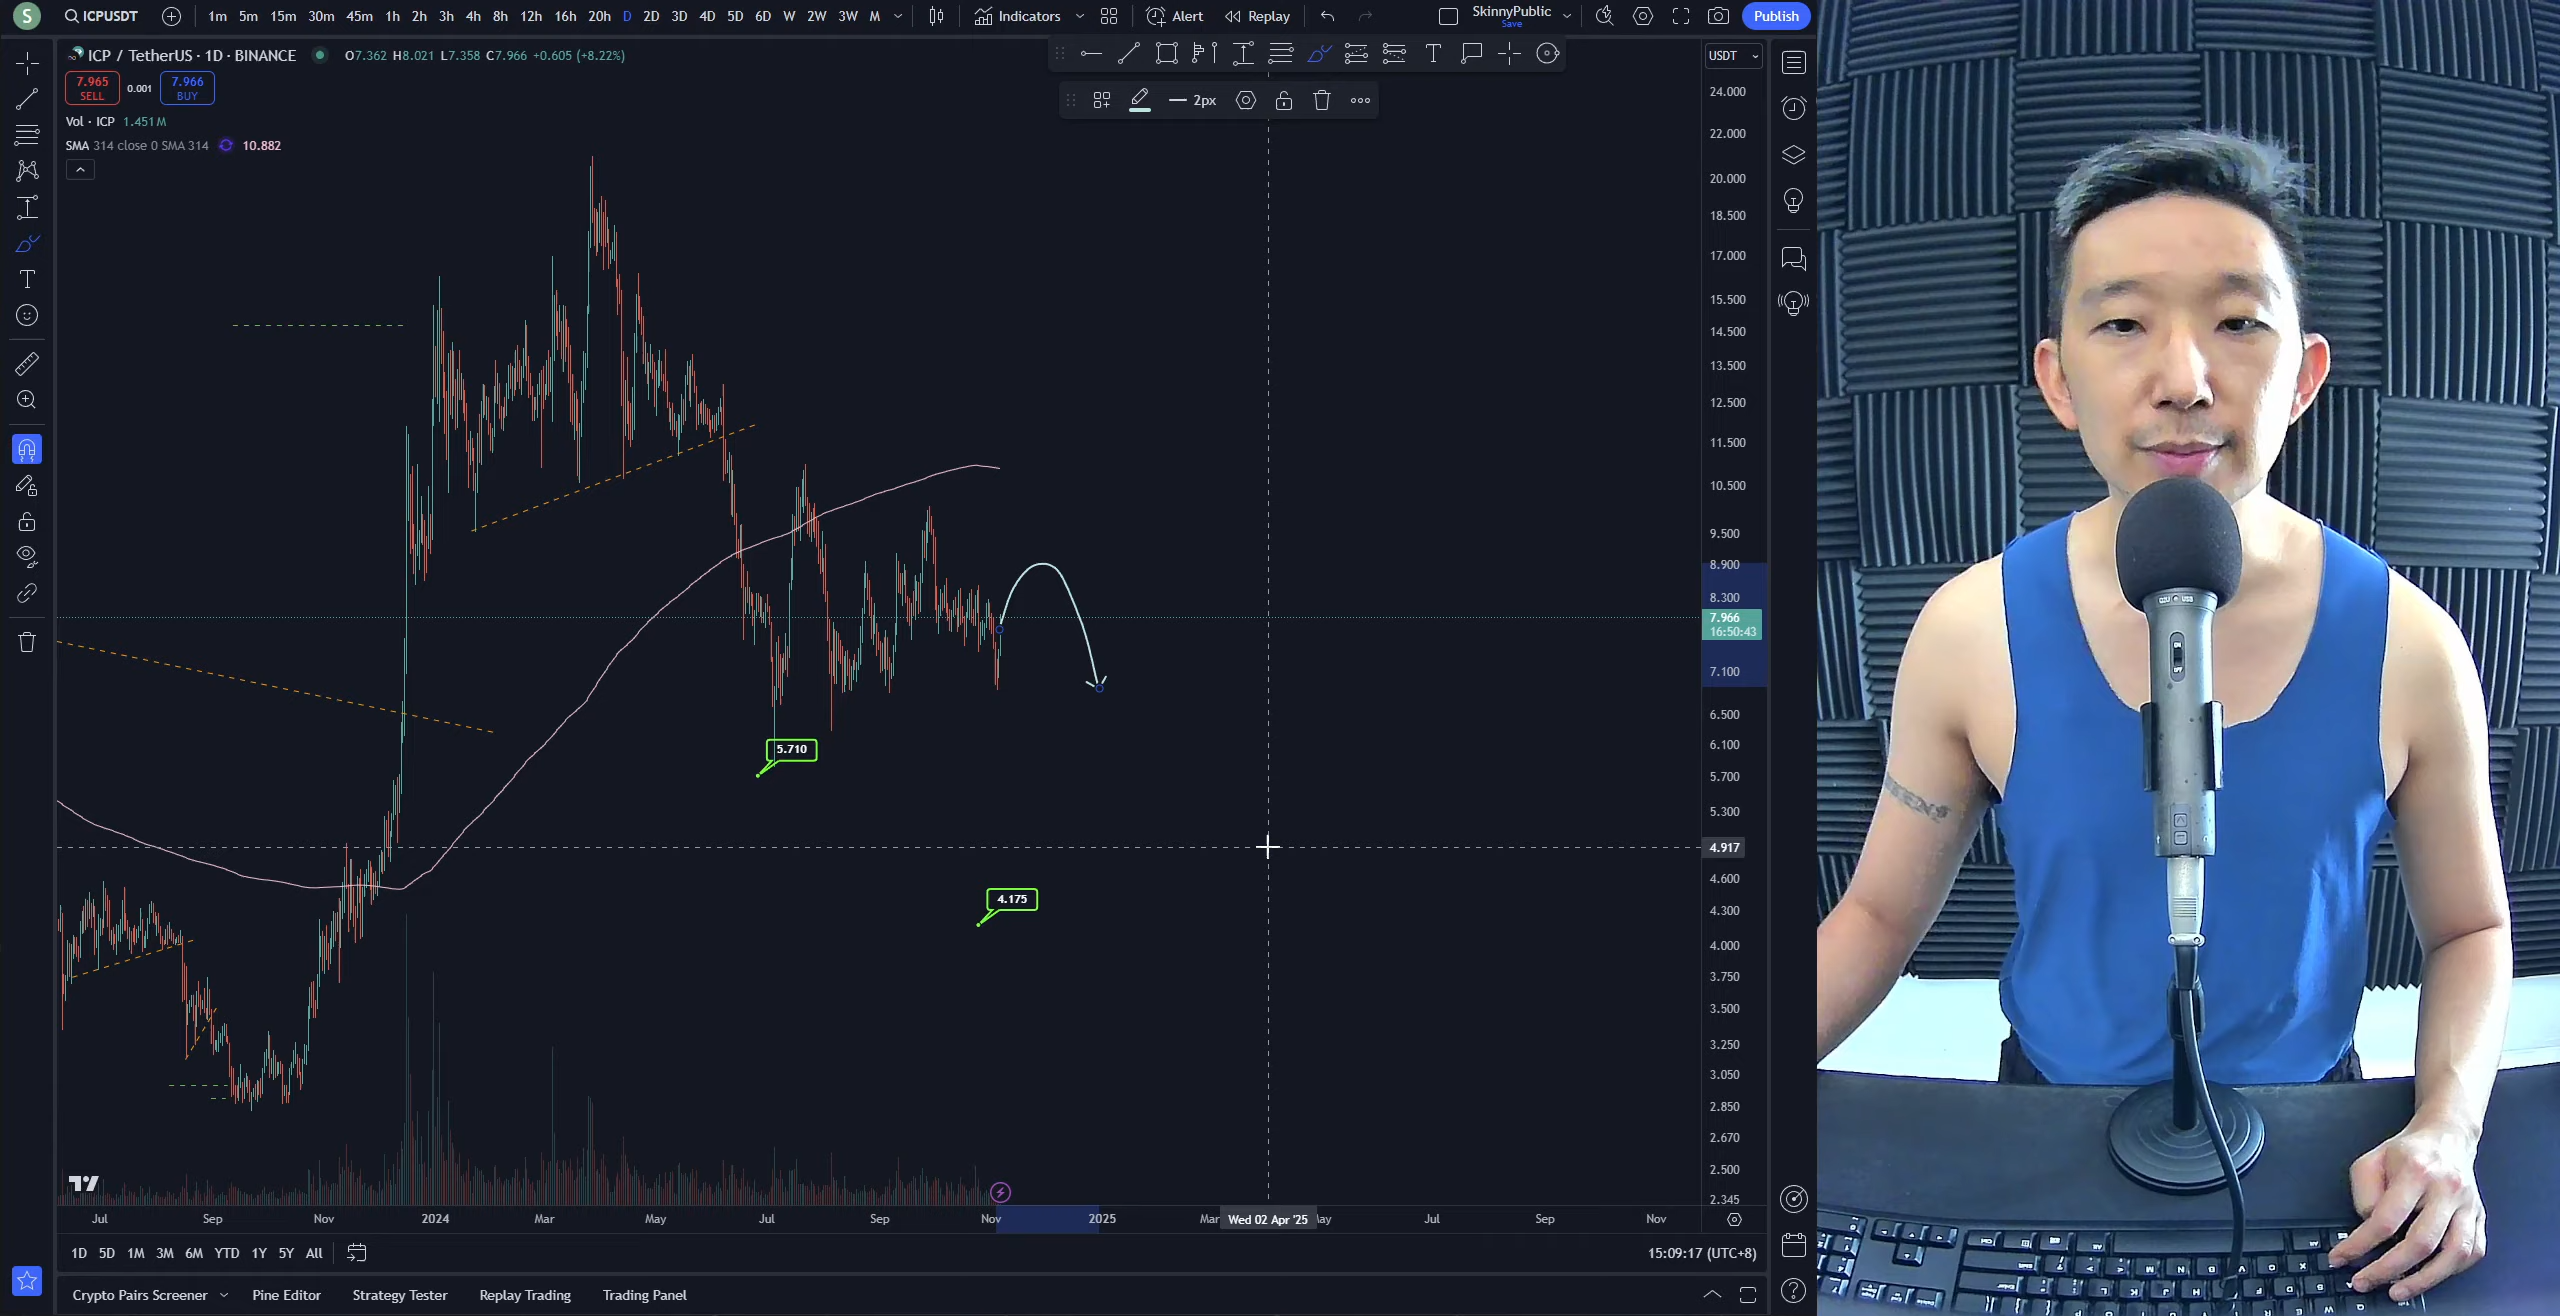 S ICPUSDT 1m 5m 15m 30m 45m 1h 2h 3h 4h 8h 12h 16h 20h D 2D 3D 4D 5D 6D W 2W 3W M Indicators Alert Replay SkinnyPublic Save Publish
ICP / TetherUS · 1D · BINANCE O7.362 H8.021 L7.358 C7.966 +0.605 (+8.22%)
USDT
7.965 SELL 0.001 7.966 BUY
2px
Vol · ICP 1.451M
SMA 314 close 0 SMA 314 10.882
24.000
22.000
20.000
18.500
17.000
15.500
14.500
13.500
12.500
11.500
10.500
9.500
8.900
8.300
7.966
16:50:43
7.100
6.500
6.100
5.700
5.300
4.917
4.600
4.300
4.000
3.750
3.500
3.250
3.050
2.850
2.670
2.500
2.345
5.710
4.175
Jul Sep Nov 2024 Mar May Jul Sep Nov 2025 Mar Wed 02 Apr '25 Jul Sep Nov
1D 5D 1M 3M 6M YTD 1Y 5Y All 15:09:17 (UTC+8)
Crypto Pairs Screener Pine Editor Strategy Tester Replay Trading Trading Panel
ON
OFF